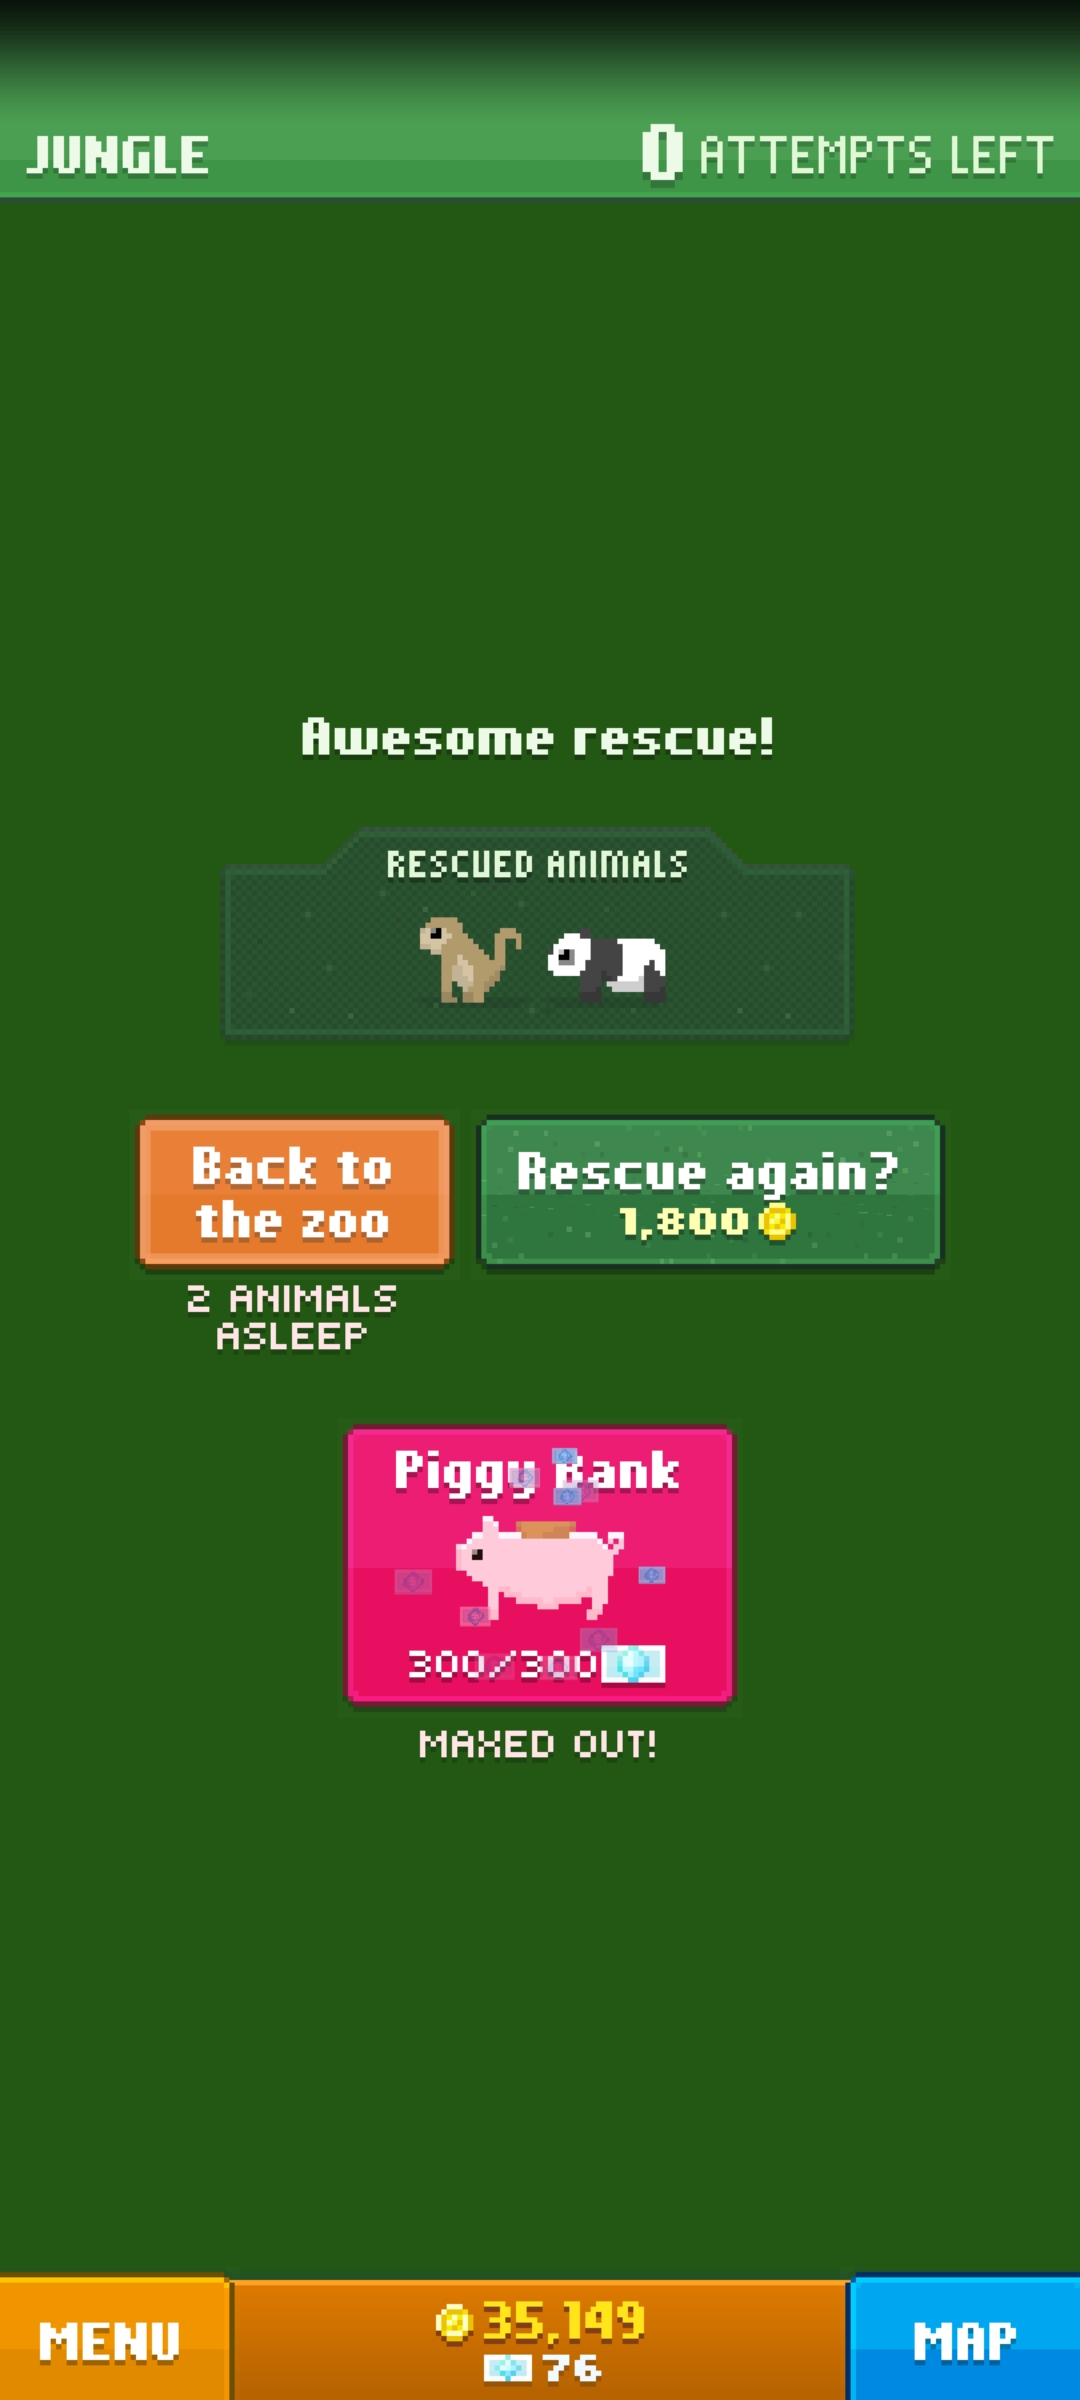 JUNGLE
0 ATTEMPTS LEFT
Awesome rescue!
RESCUED ANIMALS
Back to
the zoo
Rescue again?
1,800
2 ANIMALS
ASLEEP
Piggy Bank
300/300
MAXED OUT!
MENU
35,149
76
MAP